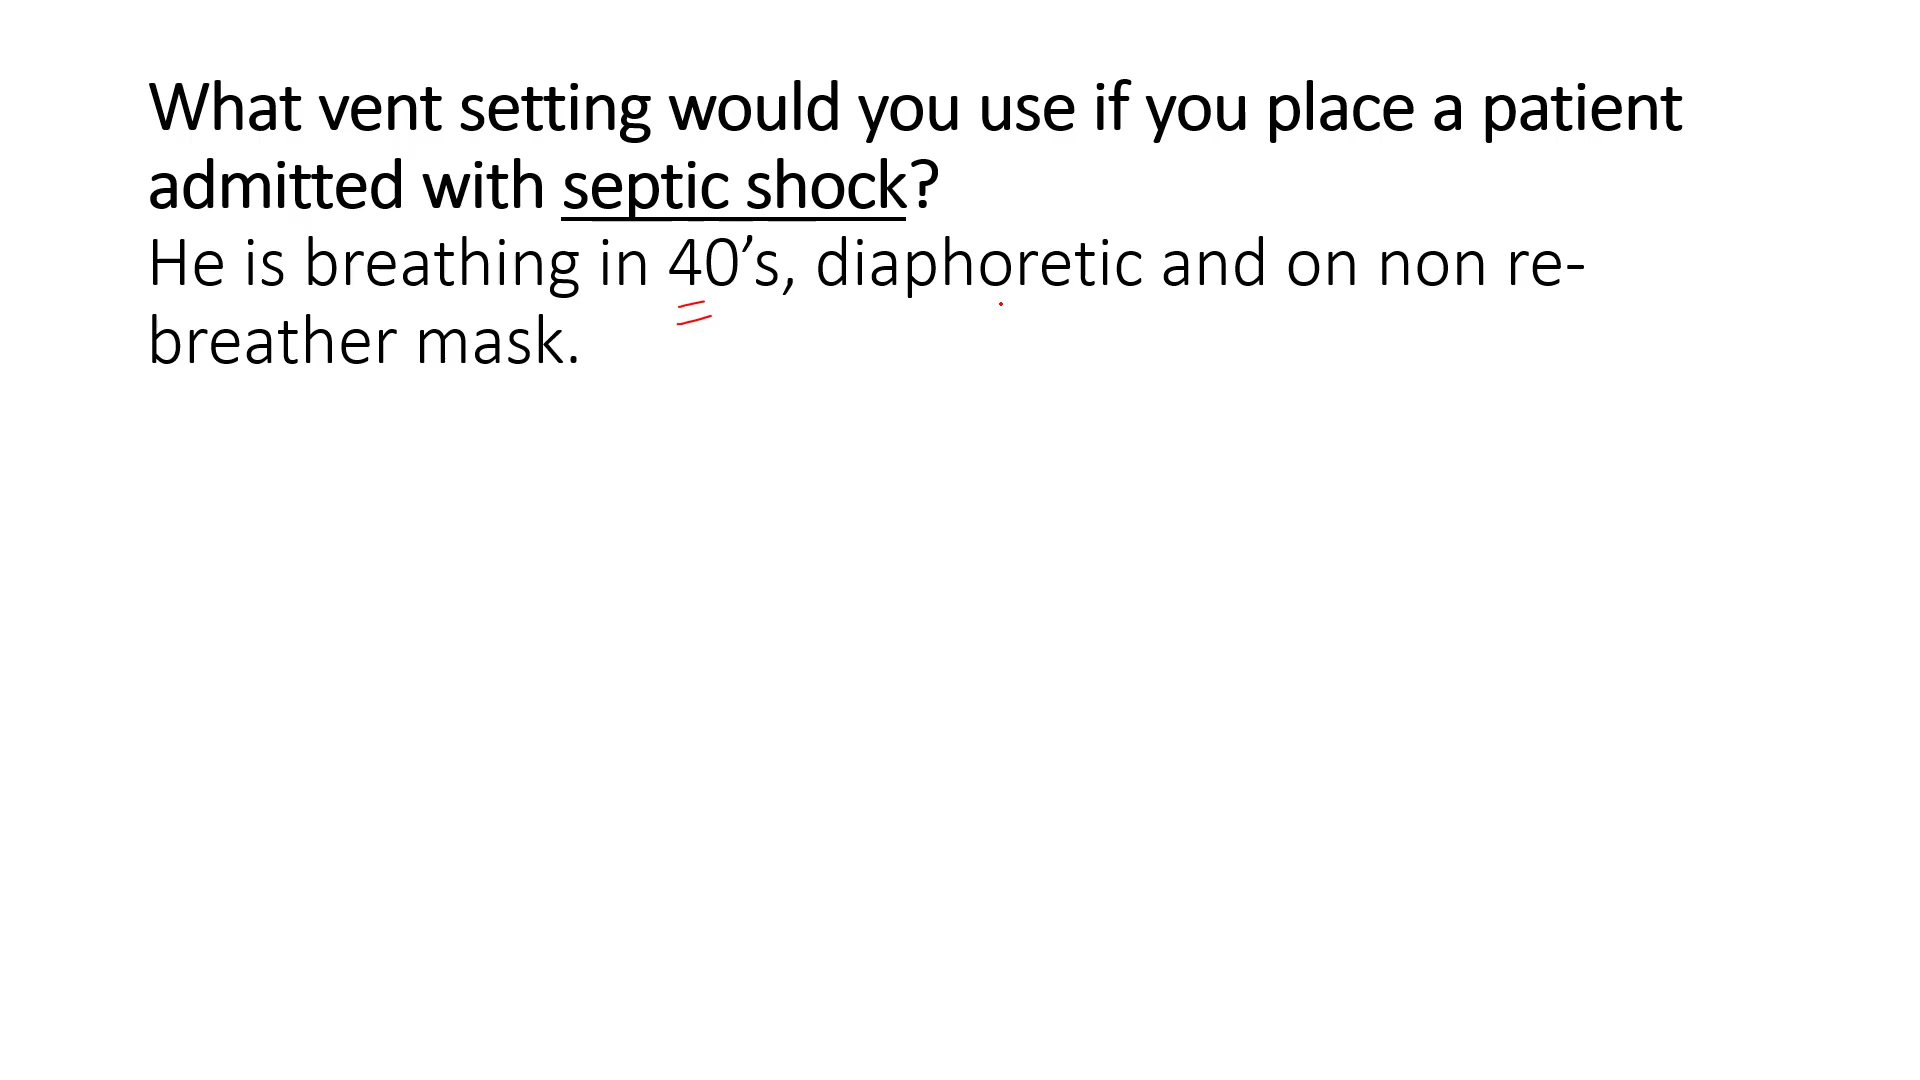 What vent setting would you use if you place a patient
admitted with septic shock?
He is breathing in 40’s, diaphoretic and on non re-
breather mask.